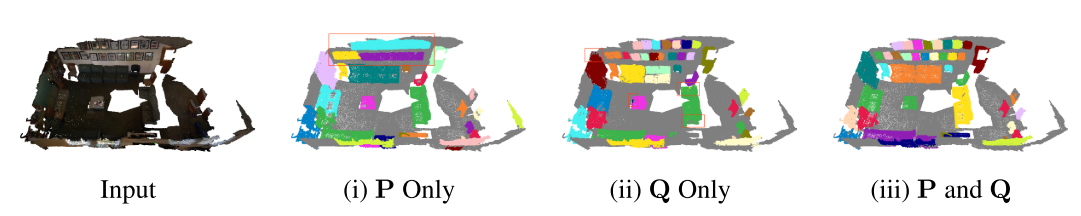 Input
(i) P Only
(ii) Q Only
(iii) P and Q